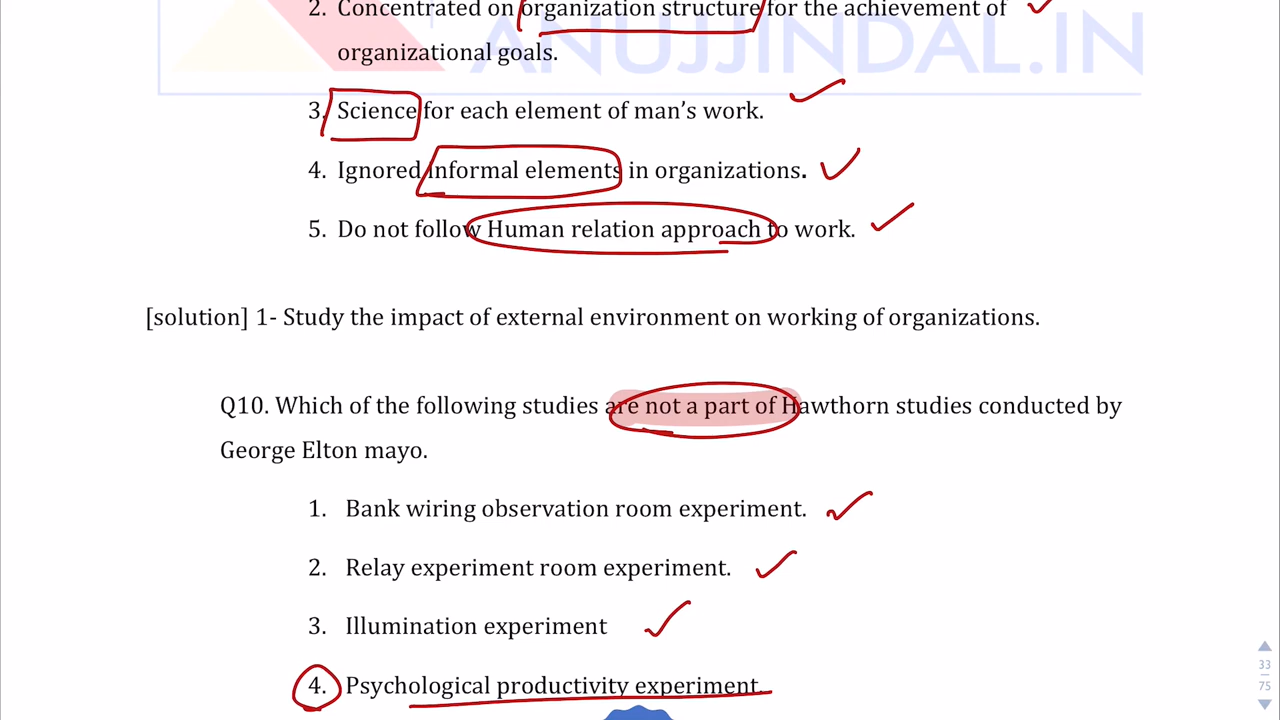 2. Concentrated on organization structure for the achievement of
organizational goals.
ANUJJINDAL.IN
3. Science for each element of man’s work.
4. Ignored informal elements in organizations.
5. Do not follow Human relation approach to work.
[solution] 1- Study the impact of external environment on working of organizations.
Q10. Which of the following studies are not a part of Hawthorn studies conducted by
George Elton mayo.
1. Bank wiring observation room experiment.
2. Relay experiment room experiment.
3. Illumination experiment
4. Psychological productivity experiment.
33
75